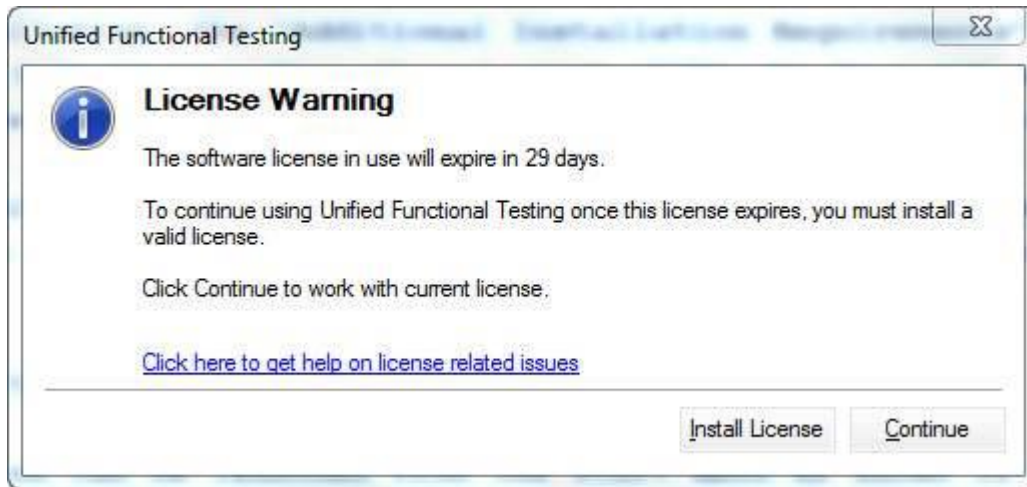 Unified Functional Testing
License Warning
The software license in use will expire in 29 days.
To continue using Unified Functional Testing once this license expires, you must install a
valid license.
Click Continue to work with current license.
Click here to get help on license related issues
Install License Continue